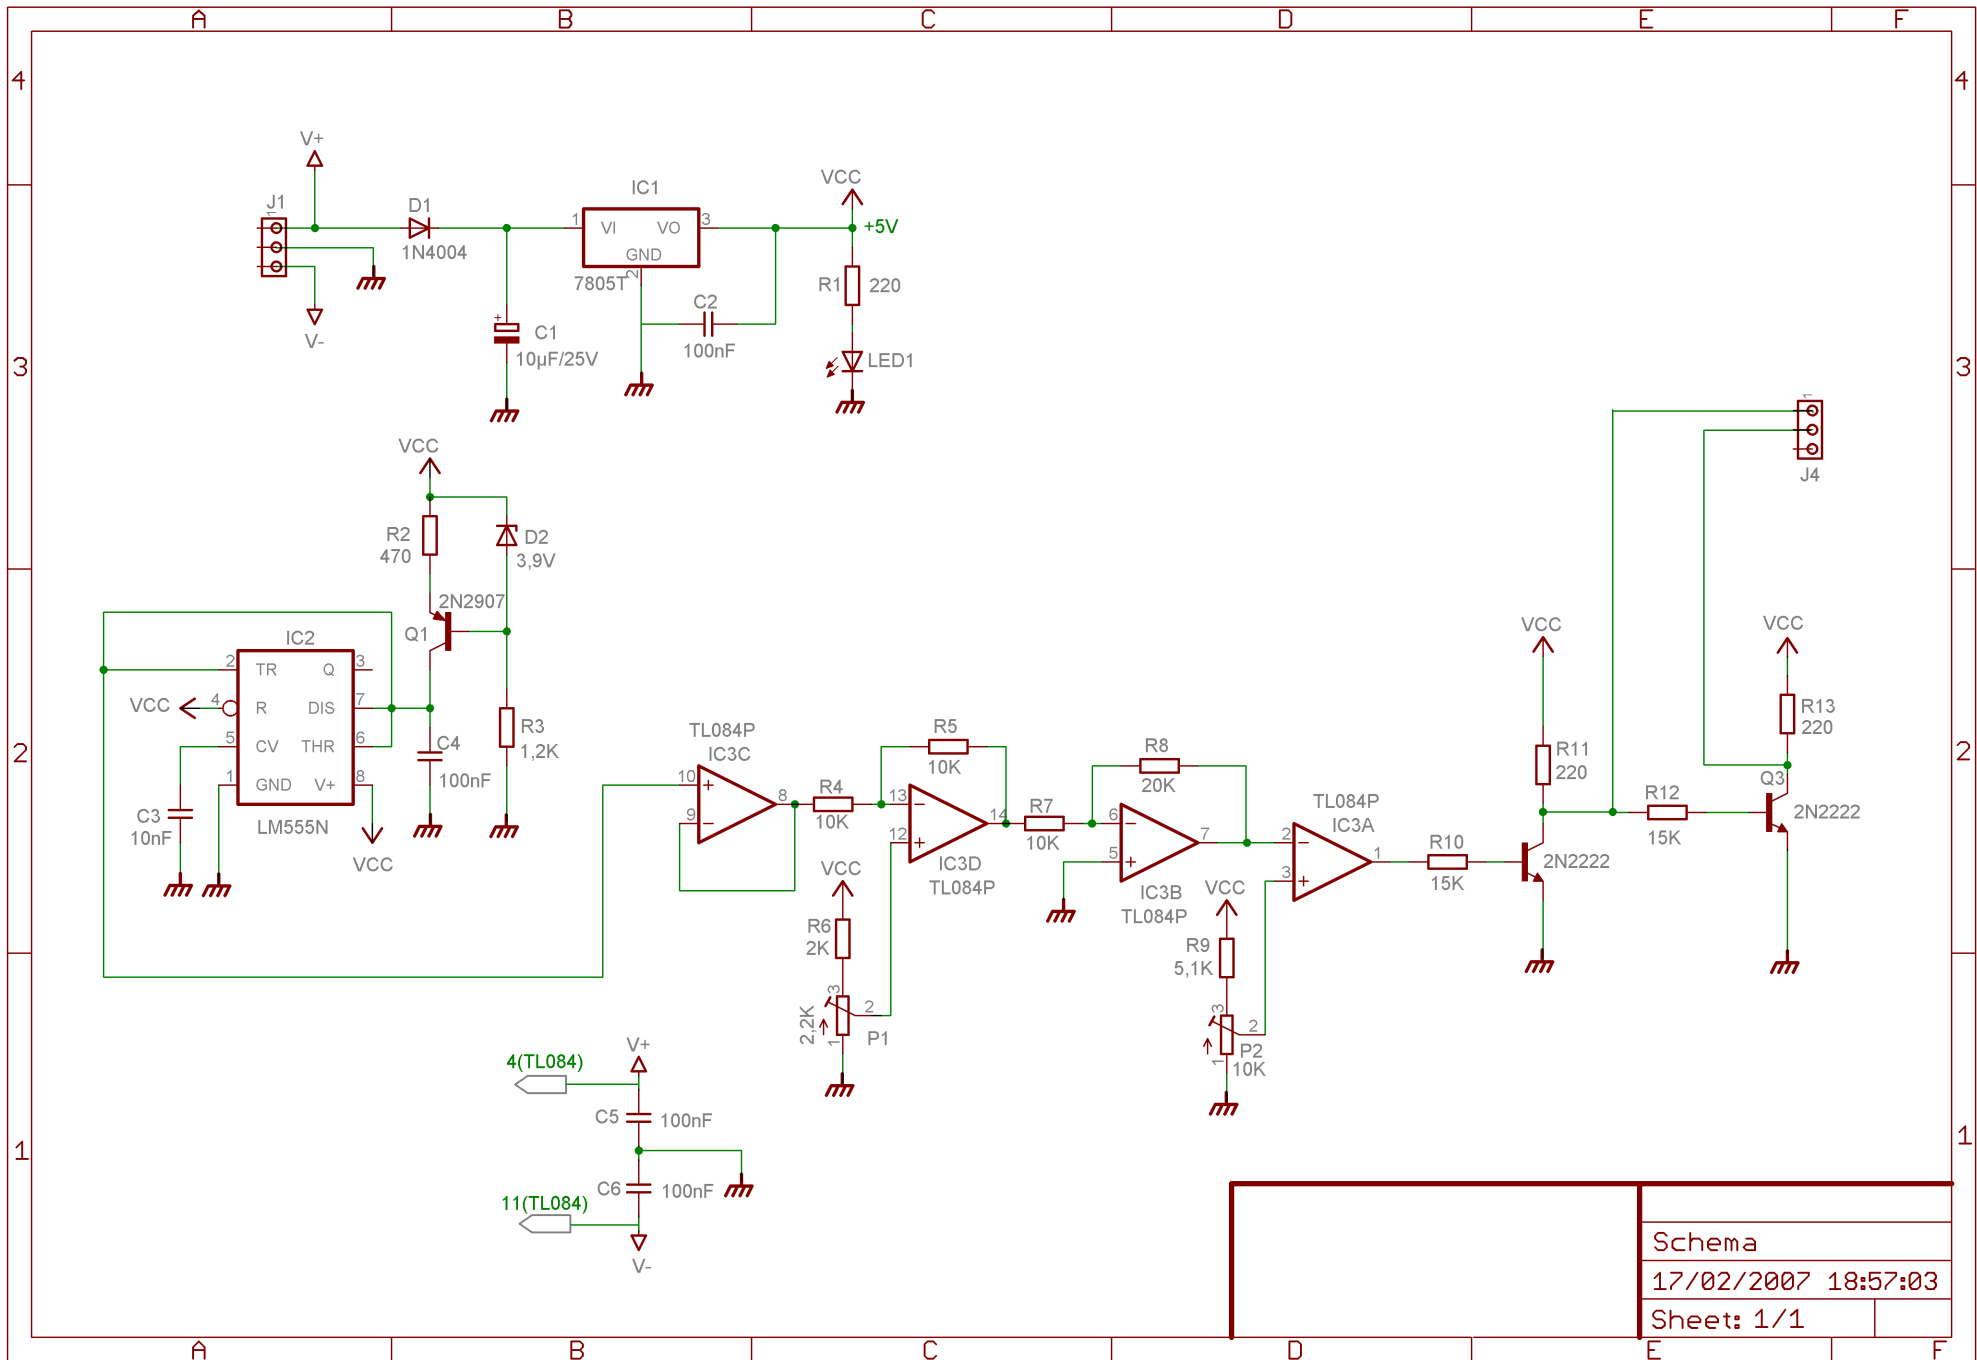 A B C D E F
4 4
V+
J1
1
D1
1N4004
V-
IC1
1 VI VO 3
GND
7805T
2
C1
+
10µF/25V
C2
100nF
VCC
+5V
R1 220
LED1
3 3
1
J4
VCC
R2
470
D2
3,9V
2N2907
Q1
IC2
2 TR Q 3
VCC 4 R DIS 7
5 CV THR 6
1 GND V+ 8
LM555N
VCC
C3
10nF
C4
100nF
R3
1,2K
2 2
TL084P
IC3C
10 +
9 -
8
R4
10K
R5
10K
13 -
12 +
14
IC3D
TL084P
VCC
R6
2K
3
2
1
2,2K
P1
R7
10K
R8
20K
6 -
5 +
7
IC3B
TL084P
VCC
R9
5,1K
3
2
1
P2
10K
TL084P
IC3A
2 -
3 +
1
R10
15K
VCC
R11
220
2N2222
R12
15K
VCC
R13
220
Q3
2N2222
4(TL084)
V+
C5 100nF
C6 100nF
11(TL084)
V-
1 1
Schema
17/02/2007 18:57:03
Sheet: 1/1
A B C D E F